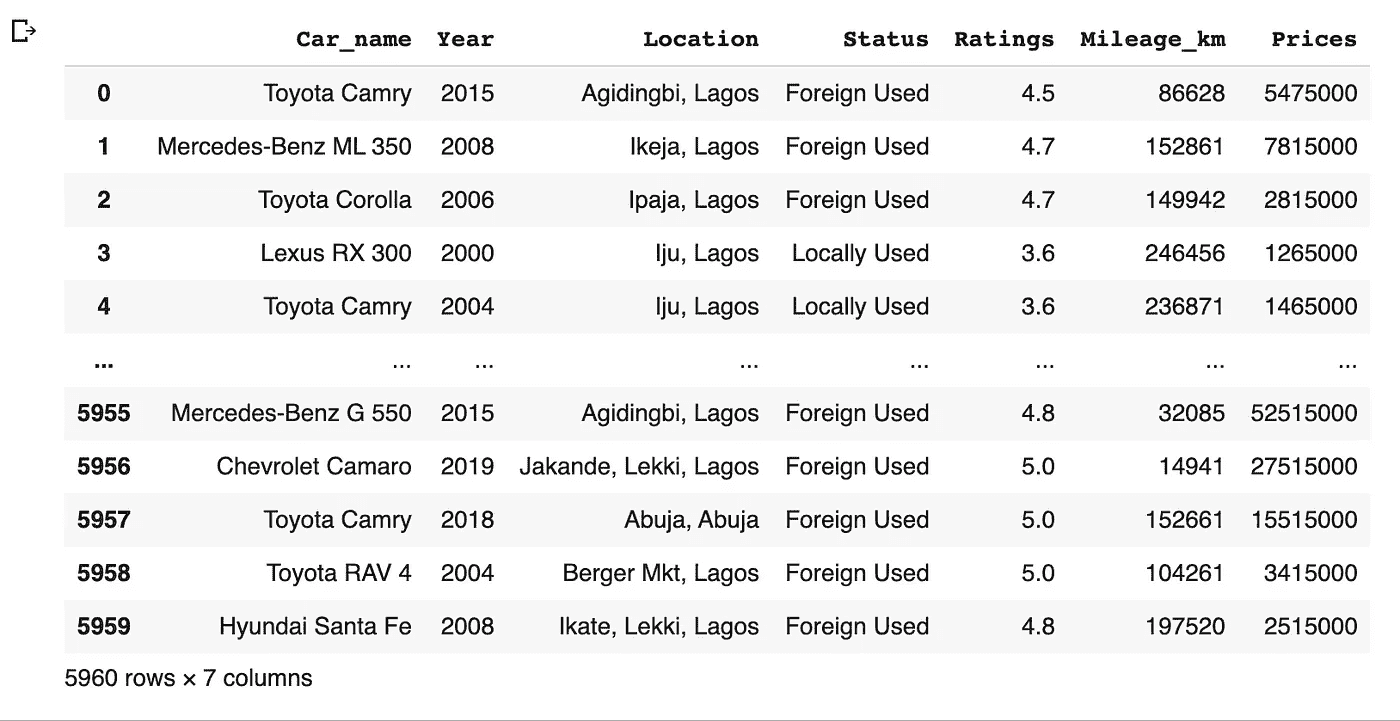 Car_name Year Location Status Ratings Mileage_km Prices
0 Toyota Camry 2015 Agidingbi, Lagos Foreign Used 4.5 86628 5475000
1 Mercedes-Benz ML 350 2008 Ikeja, Lagos Foreign Used 4.7 152861 7815000
2 Toyota Corolla 2006 Ipaja, Lagos Foreign Used 4.7 149942 2815000
3 Lexus RX 300 2000 Iju, Lagos Locally Used 3.6 246456 1265000
4 Toyota Camry 2004 Iju, Lagos Locally Used 3.6 236871 1465000
... ... ... ... ... ... ... ...
5955 Mercedes-Benz G 550 2015 Agidingbi, Lagos Foreign Used 4.8 32085 52515000
5956 Chevrolet Camaro 2019 Jakande, Lekki, Lagos Foreign Used 5.0 14941 27515000
5957 Toyota Camry 2018 Abuja, Abuja Foreign Used 5.0 152661 15515000
5958 Toyota RAV 4 2004 Berger Mkt, Lagos Foreign Used 5.0 104261 3415000
5959 Hyundai Santa Fe 2008 Ikate, Lekki, Lagos Foreign Used 4.8 197520 2515000
5960 rows × 7 columns